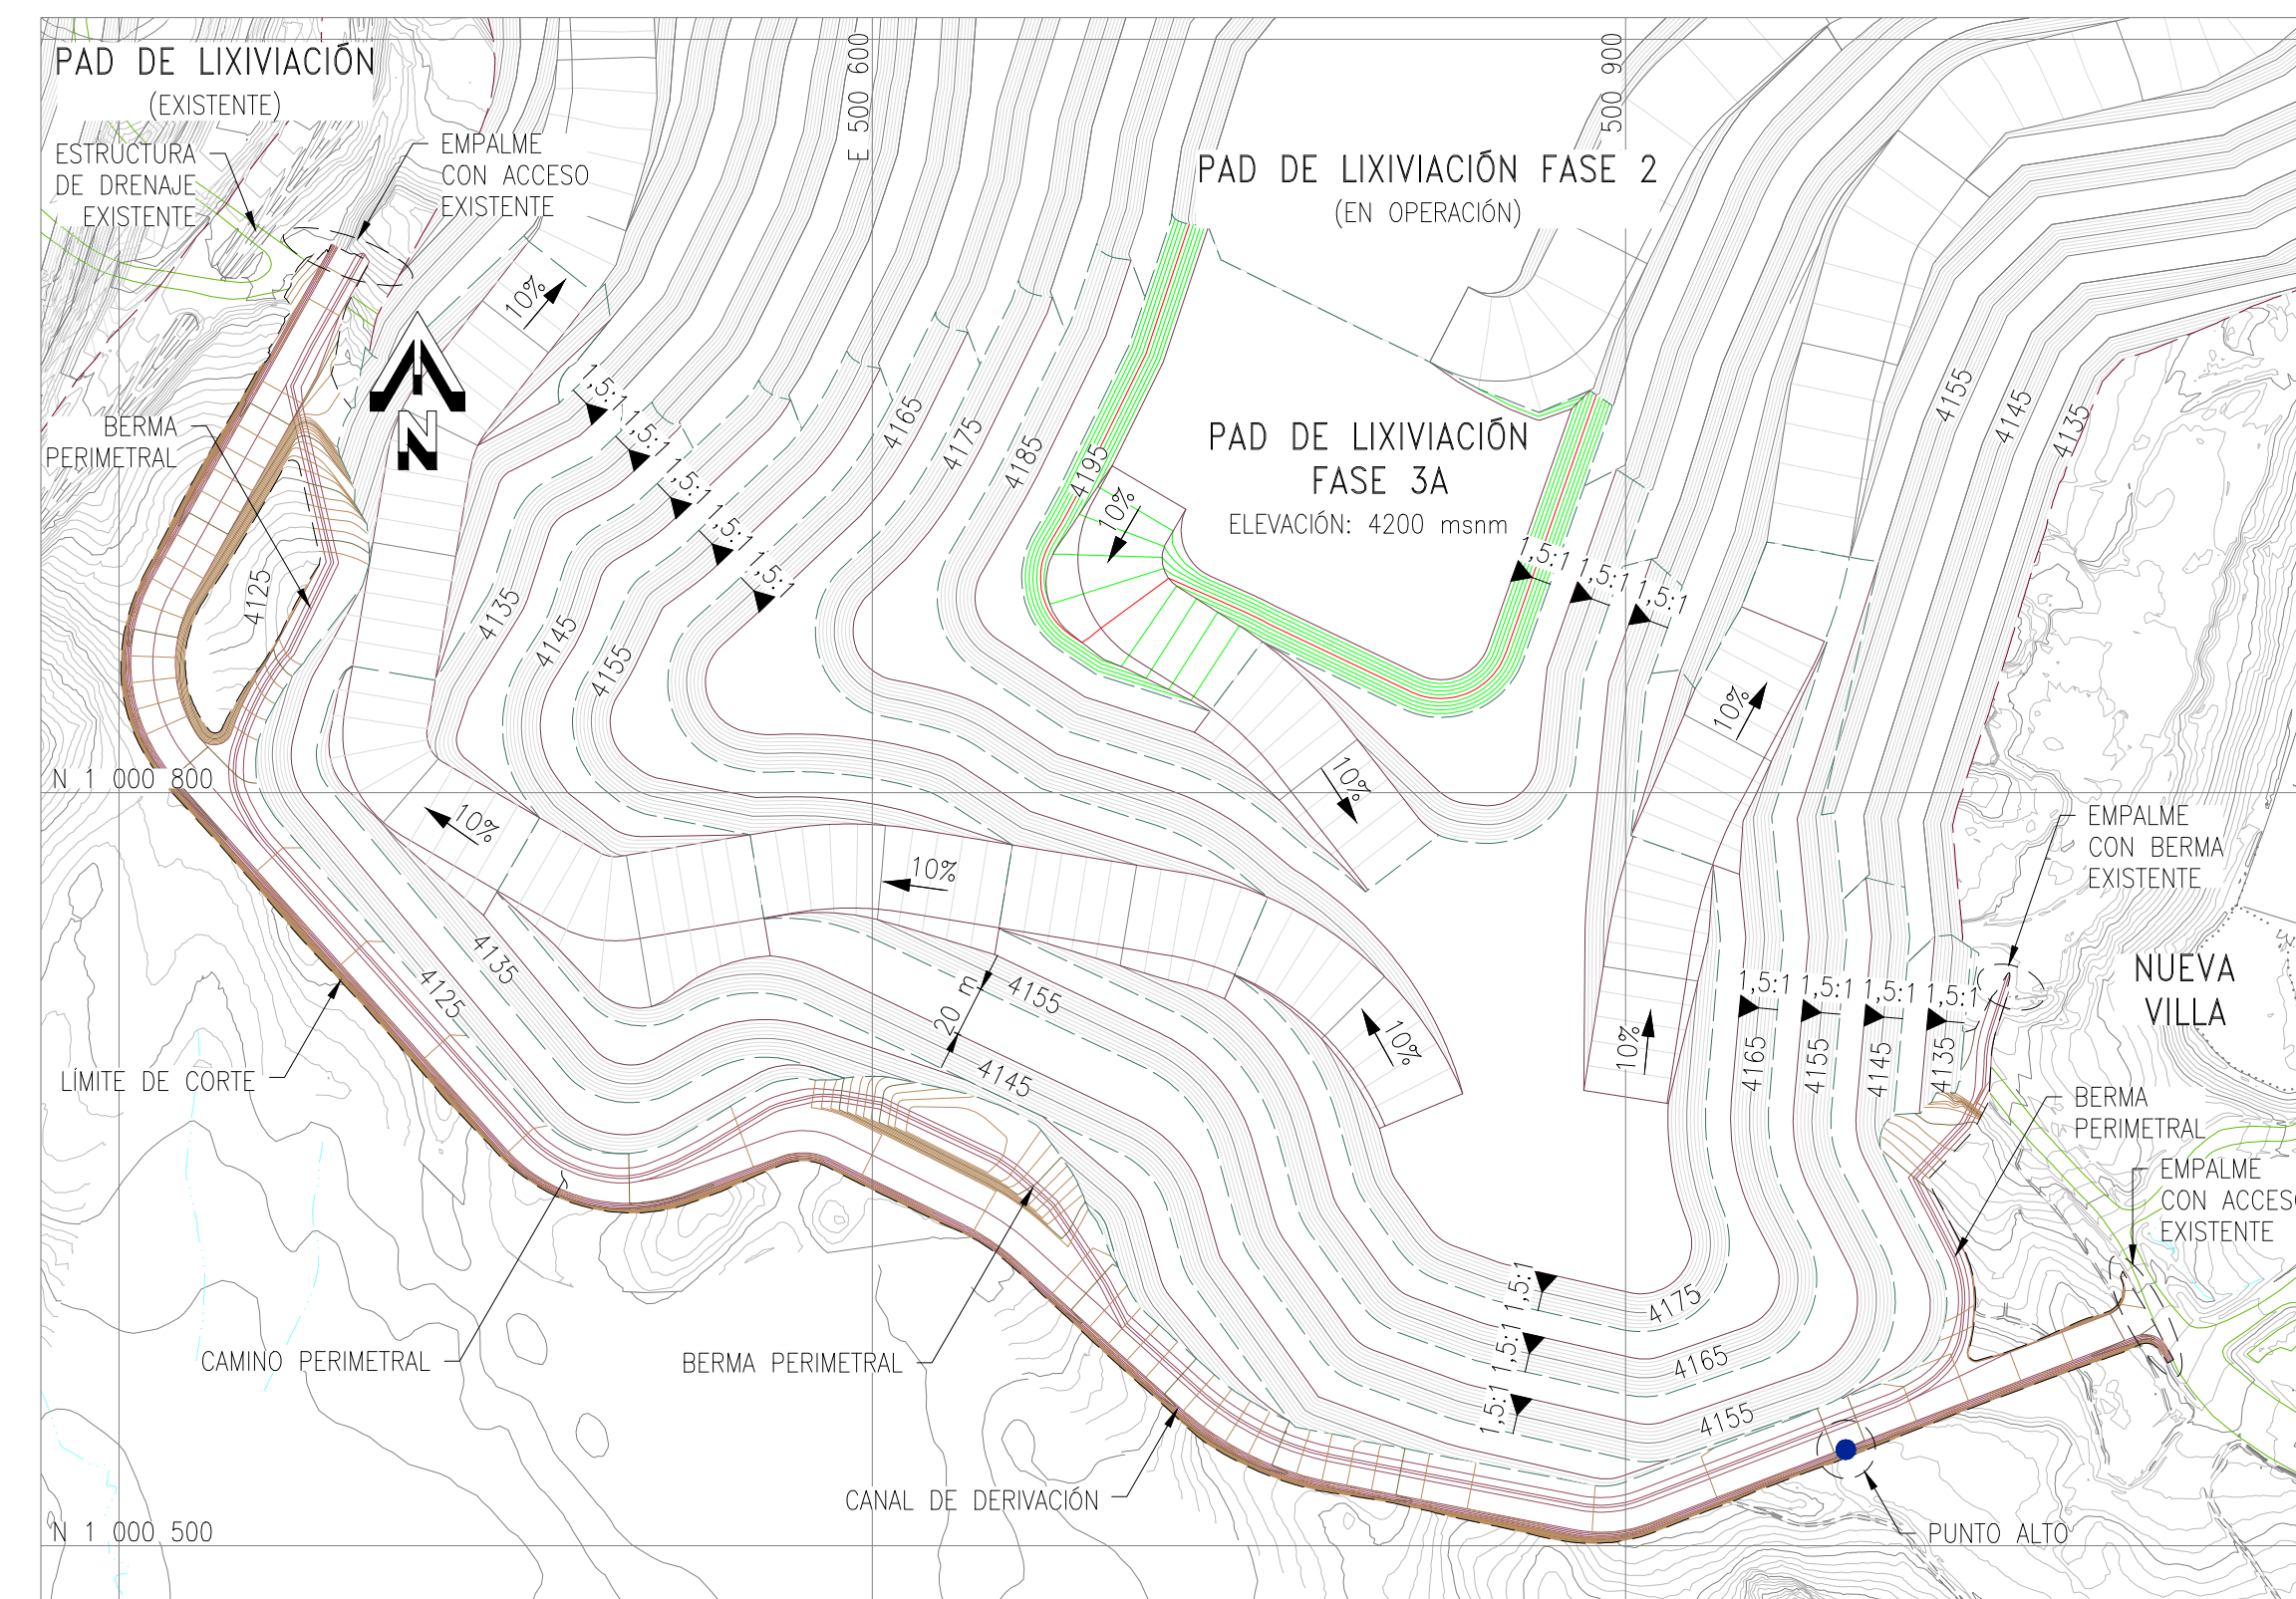 PAD DE LIXIVIACIÓN
(EXISTENTE)
ESTRUCTURA
DE DRENAJE
EXISTENTE
EMPALME
CON ACCESO
EXISTENTE
E 500 600
500 900
PAD DE LIXIVIACIÓN FASE 2
(EN OPERACIÓN)
10%
N
BERMA
PERIMETRAL
1,5:1
1,5:1
1,5:1
1,5:1
1,5:1
4165
4175
4185
4195
10%
PAD DE LIXIVIACIÓN
FASE 3A
ELEVACIÓN: 4200 msnm
1,5:1
1,5:1
1,5:1
4155
4145
4135
4125
4135
4145
4155
10%
N 1 000 800
10%
10%
10%
EMPALME
CON BERMA
EXISTENTE
4135
4125
20 m
4155
4145
10%
10%
1,5:1
1,5:1
1,5:1
1,5:1
4165
4155
4145
4135
NUEVA
VILLA
LÍMITE DE CORTE
BERMA
PERIMETRAL
EMPALME
CON ACCESO
EXISTENTE
1,5:1
1,5:1
1,5:1
4175
4165
4155
CAMINO PERIMETRAL
BERMA PERIMETRAL
CANAL DE DERIVACIÓN
PUNTO ALTO
N 1 000 500